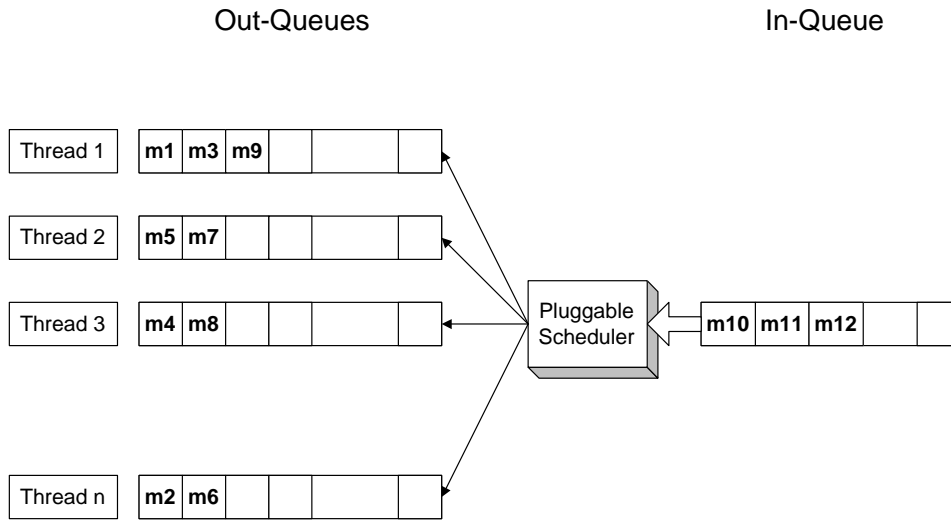 Out-Queues In-Queue
Thread 1 m1 m3 m9
Thread 2 m5 m7
Thread 3 m4 m8
Pluggable
Scheduler
m10 m11 m12
Thread n m2 m6